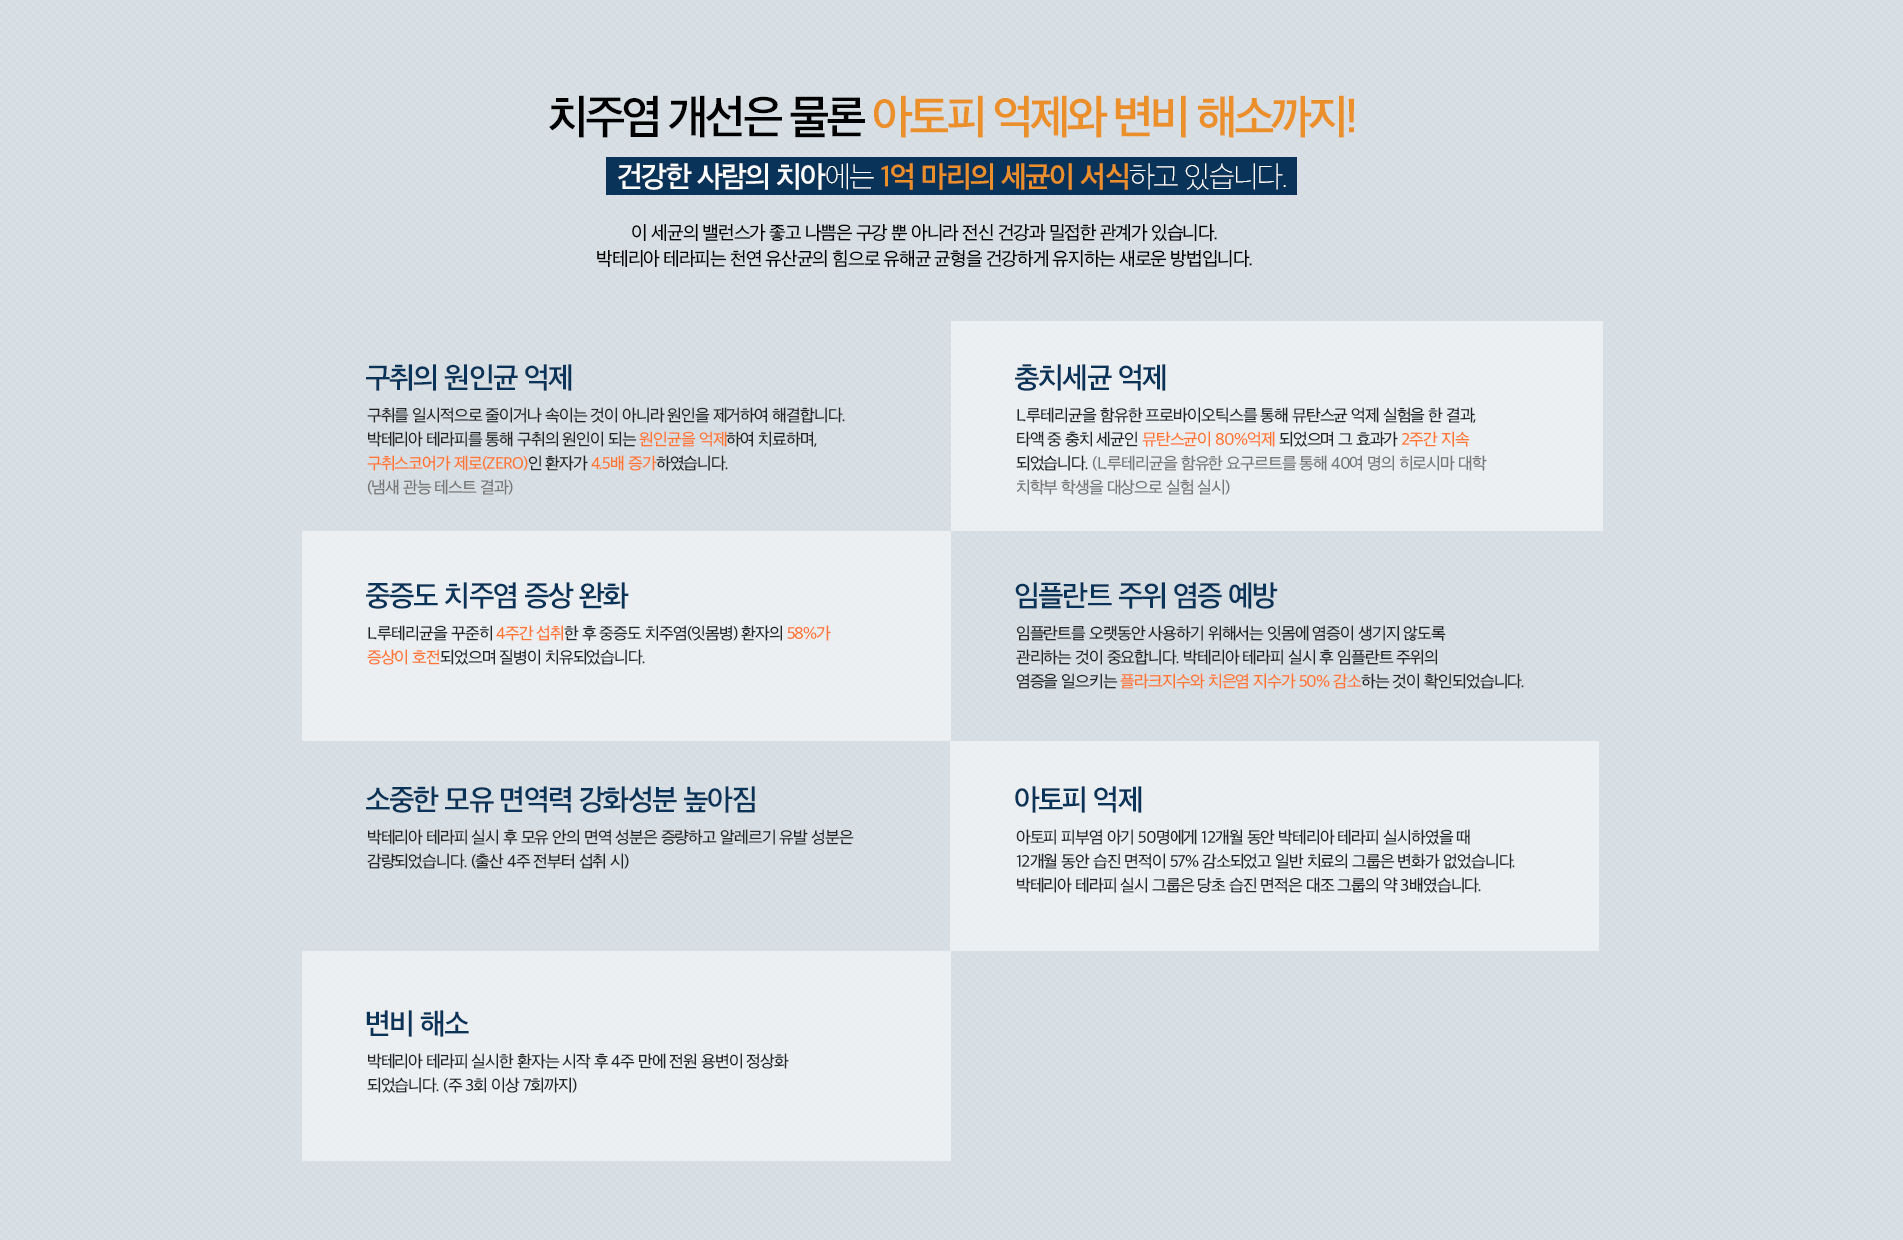 치주염 개선은 물론 아토피 억제와 변비 해소까지!
건강한 사람의 치아에는 1억 마리의 세균이 서식하고 있습니다.
이 세균의 밸런스가 좋고 나쁨은 구강 뿐 아니라 전신 건강과 밀접한 관계가 있습니다.
박테리아 테라피는 천연 유산균의 힘으로 유해균 균형을 건강하게 유지하는 새로운 방법입니다.
구취의 원인균 억제
구취를 일시적으로 줄이거나 속이는 것이 아니라 원인을 제거하여 해결합니다.
박테리아 테라피를 통해 구취의 원인이 되는 원인균을 억제하여 치료하며,
구취스코어가 제로(ZERO)인 환자가 4.5배 증가하였습니다.
(냄새 관능 테스트 결과)
충치세균 억제
L.루테리균을 함유한 프로바이오틱스를 통해 뮤탄스균 억제 실험을 한 결과,
타액 중 충치 세균인 뮤탄스균이 80%억제 되었으며 그 효과가 2주간 지속
되었습니다. (L.루테리균을 함유한 요구르트를 통해 40여 명의 히로시마 대학
치학부 학생을 대상으로 실험 실시)
중증도 치주염 증상 완화
L.루테리균을 꾸준히 4주간 섭취한 후 중증도 치주염(잇몸병) 환자의 58%가
증상이 호전되었으며 질병이 치유되었습니다.
임플란트 주위 염증 예방
임플란트를 오랫동안 사용하기 위해서는 잇몸에 염증이 생기지 않도록
관리하는 것이 중요합니다. 박테리아 테라피 실시 후 임플란트 주위의
염증을 일으키는 플라크지수와 치은염 지수가 50% 감소하는 것이 확인되었습니다.
소중한 모유 면역력 강화성분 높아짐
박테리아 테라피 실시 후 모유 안의 면역 성분은 증량하고 알레르기 유발 성분은
감량되었습니다. (출산 4주 전부터 섭취 시)
아토피 억제
아토피 피부염 아기 50명에게 12개월 동안 박테리아 테라피 실시하였을 때
12개월 동안 습진 면적이 57% 감소되었고 일반 치료의 그룹은 변화가 없었습니다.
박테리아 테라피 실시 그룹은 당초 습진 면적은 대조 그룹의 약 3배였습니다.
변비 해소
박테리아 테라피 실시한 환자는 시작 후 4주 만에 전원 용변이 정상화
되었습니다. (주 3회 이상 7회까지)